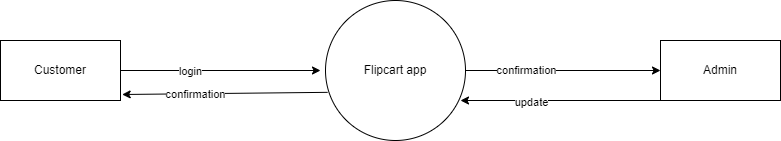 Customer
login
confirmation
Flipcart app
confirmation
update
Admin